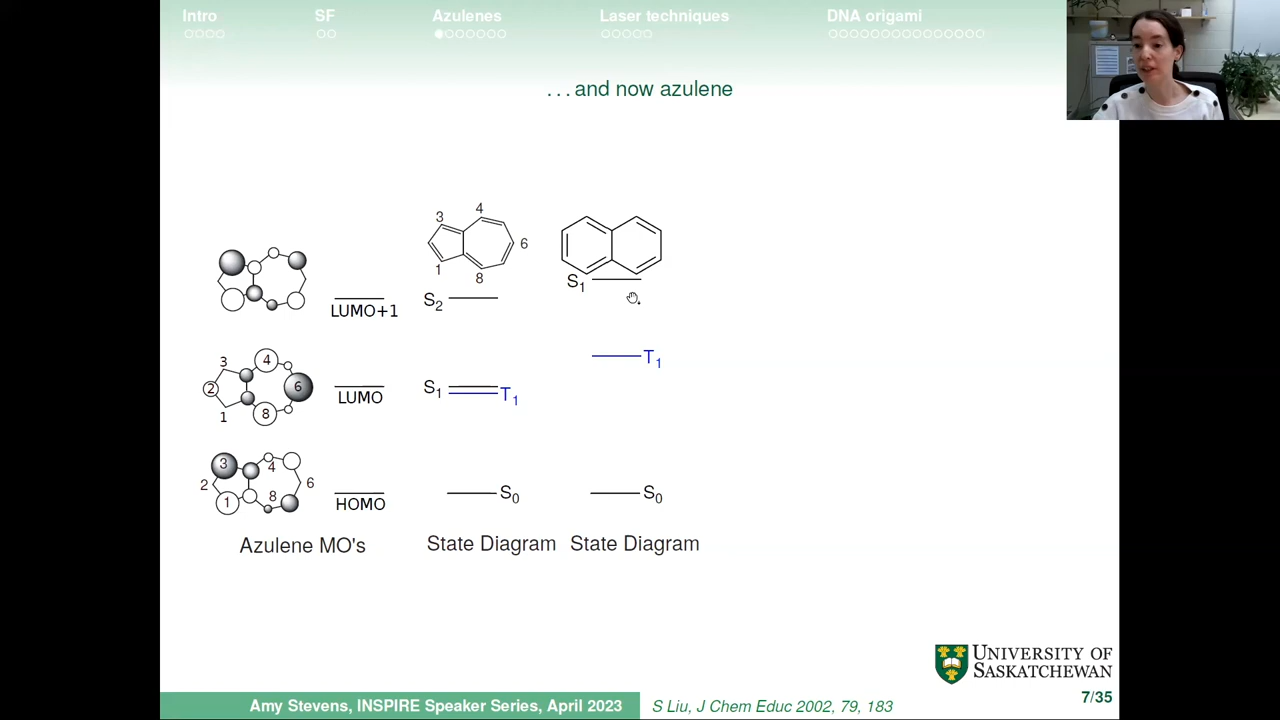 Intro SF Azulenes Laser techniques DNA origami
...and now azulene
3 4 6 1 8
S2
S1
LUMO+1
T1
3 4 2 6 1 8
LUMO
S1
T1
3 4 2 6 1 8
HOMO
S0
S0
Azulene MO's
State Diagram
State Diagram
UNIVERSITY OF
SASKATCHEWAN
7/35
Amy Stevens, INSPIRE Speaker Series, April 2023
S Liu, J Chem Educ 2002, 79, 183